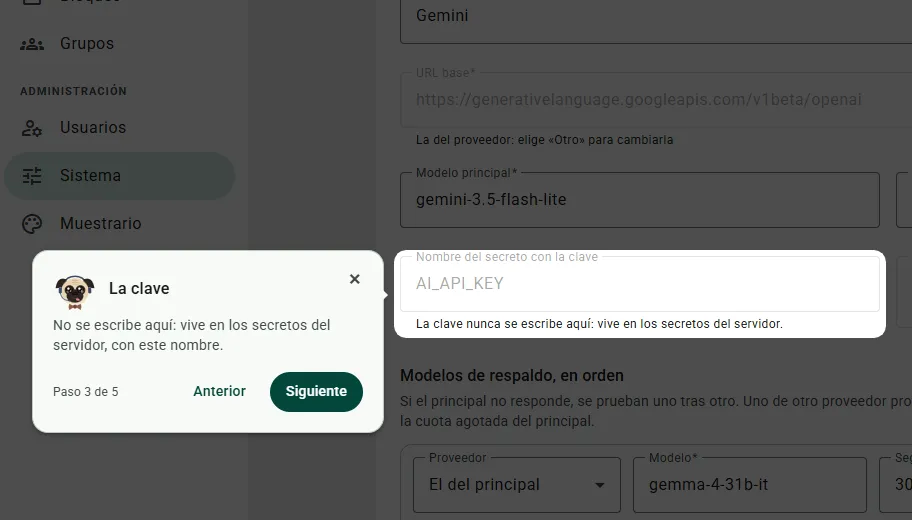 Grupos
ADMINISTRACIÓN
Usuarios
Sistema
Muestrario
Gemini
URL base*
https://generativelanguage.googleapis.com/v1beta/openai
La del proveedor: elige «Otro» para cambiarla
Modelo principal*
gemini-3.5-flash-lite
Nombre del secreto con la clave
AI_API_KEY
La clave nunca se escribe aquí: vive en los secretos del servidor.
La clave
No se escribe aquí: vive en los secretos del
servidor, con este nombre.
Paso 3 de 5
Anterior
Siguiente
Modelos de respaldo, en orden
Si el principal no responde, se prueban uno tras otro. Uno de otro proveedor pro
la cuota agotada del principal.
Proveedor
El del principal
Modelo*
gemma-4-31b-it
Seg
30